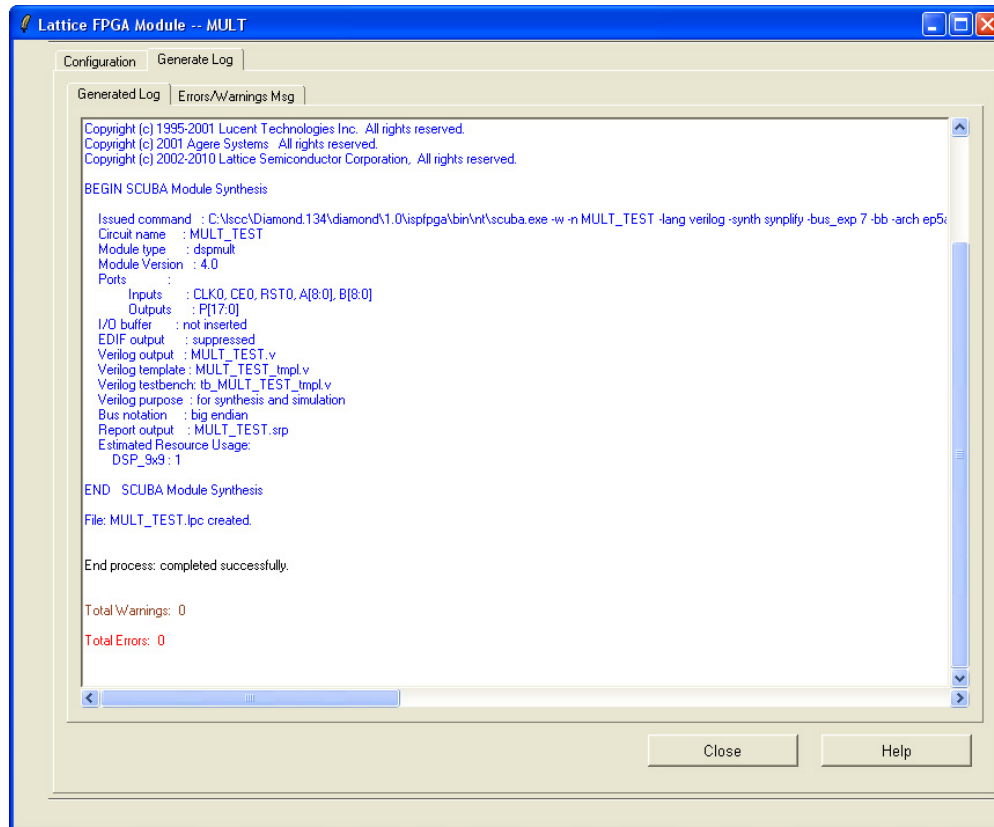 Lattice FPGA Module -- MULT
Configuration
Generate Log
Generated Log
Errors/Warnings Msg
Copyright (c) 1995-2001 Lucent Technologies Inc.  All rights reserved.
Copyright (c) 2001 Agere Systems   All rights reserved.
Copyright (c) 2002-2010 Lattice Semiconductor Corporation,  All rights reserved.
BEGIN SCUBA Module Synthesis
Issued command   : C:\lscc\Diamond.134\diamond\1.0\ispfpga\bin\nt\scuba.exe -w -n MULT_TEST -lang verilog -synth synplify -bus_exp 7 -bb -arch ep5a
Circuit name     : MULT_TEST
Module type      : dspmult
Module Version   : 4.0
Ports            :
Inputs       : CLK0, CE0, RST0, A[8:0], B[8:0]
Outputs      : P[17:0]
I/O buffer       : not inserted
EDIF output      : suppressed
Verilog output   : MULT_TEST.v
Verilog template : MULT_TEST_tmpl.v
Verilog testbench: tb_MULT_TEST_tmpl.v
Verilog purpose  : for synthesis and simulation
Bus notation     : big endian
Report output    : MULT_TEST.srp
Estimated Resource Usage:
DSP_9x9 : 1
END   SCUBA Module Synthesis
File: MULT_TEST.lpc created.
End process: completed successfully.
Total Warnings:  0
Total Errors:  0
Close
Help